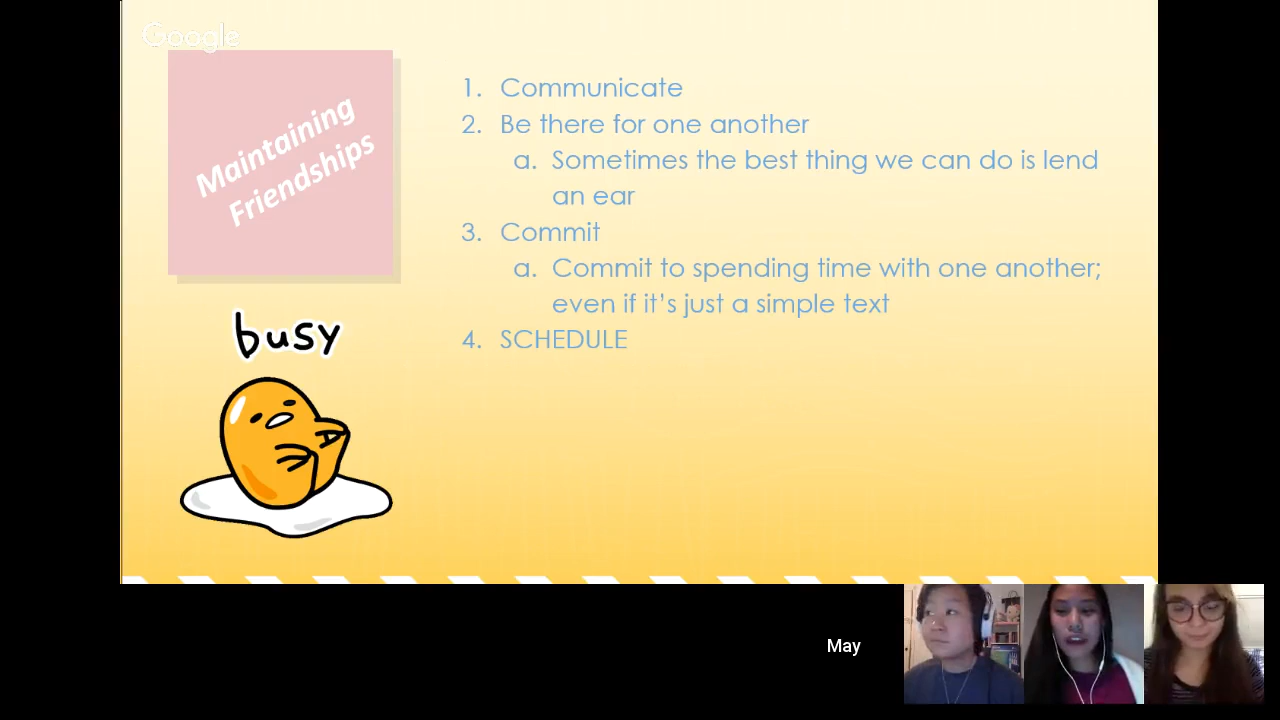 Google
Maintaining
Friendships
1. Communicate
2. Be there for one another
a. Sometimes the best thing we can do is lend
an ear
3. Commit
a. Commit to spending time with one another;
even if it's just a simple text
4. SCHEDULE
busy
May